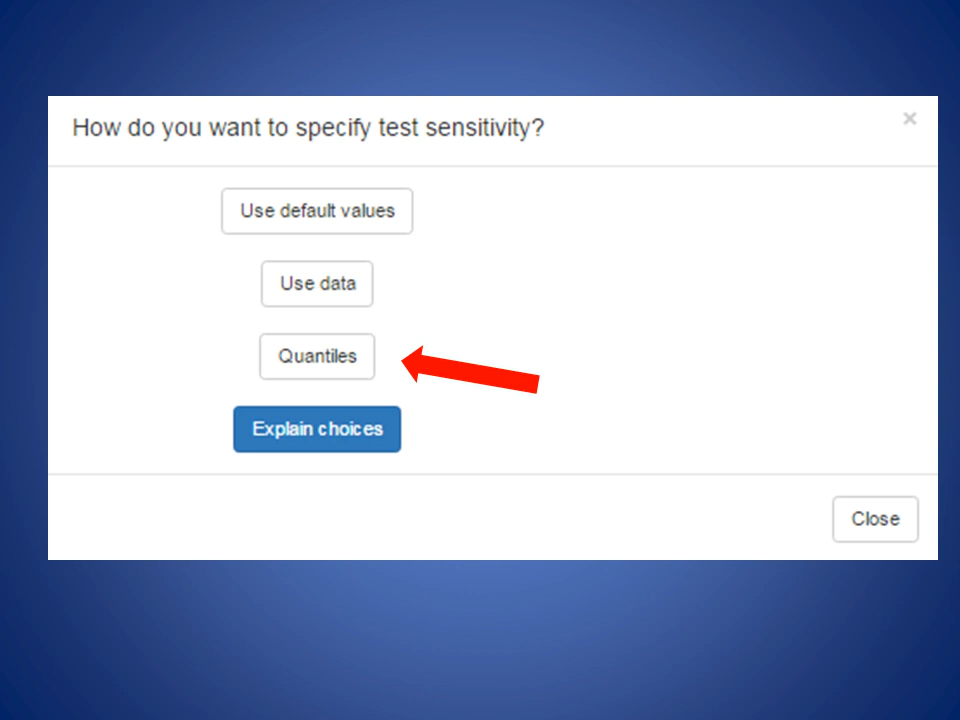 How do you want to specify test sensitivity?
×
Use default values
Use data
Quantiles
Explain choices
Close